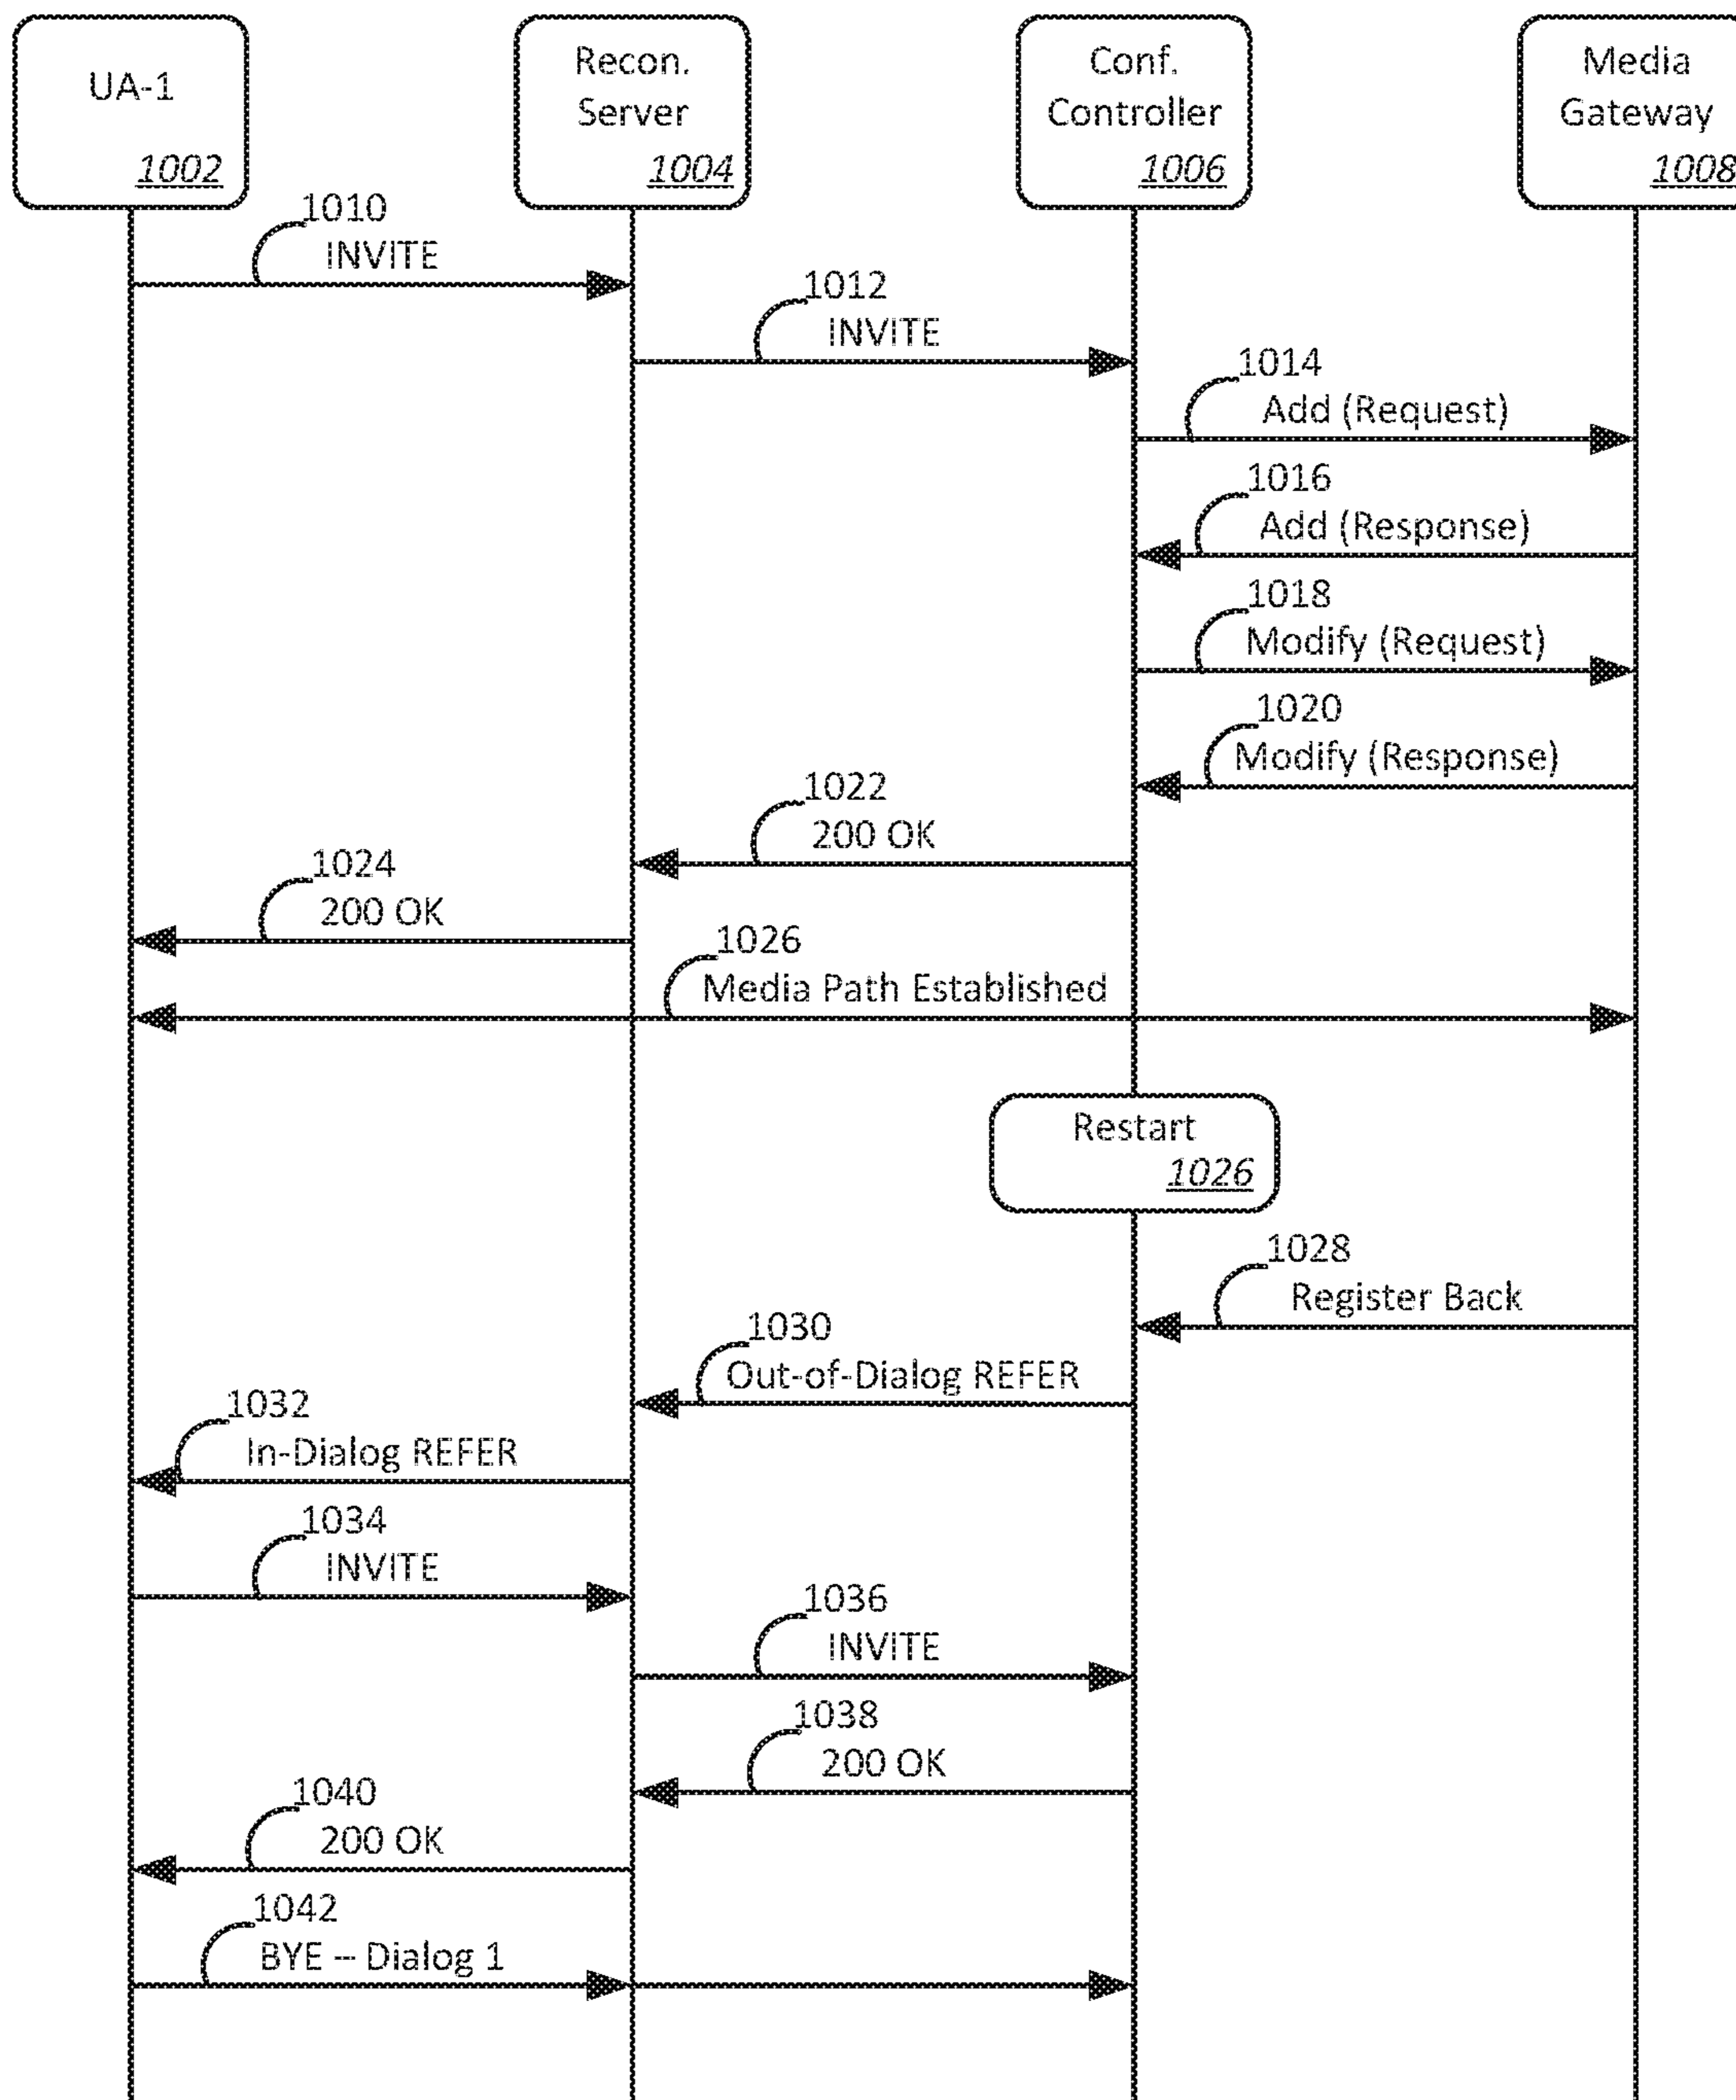 UA-1
1002
Recon.
Server
1004
Conf.
Controller
1006
Media
Gateway
1008
1010
INVITE
1012
INVITE
1014
Add (Request)
1016
Add (Response)
1018
Modify (Request)
1020
Modify (Response)
1022
200 OK
1024
200 OK
1026
Media Path Established
Restart
1026
1028
Register Back
1030
Out-of-Dialog REFER
1032
In-Dialog REFER
1034
INVITE
1036
INVITE
1038
200 OK
1040
200 OK
1042
BYE -- Dialog 1